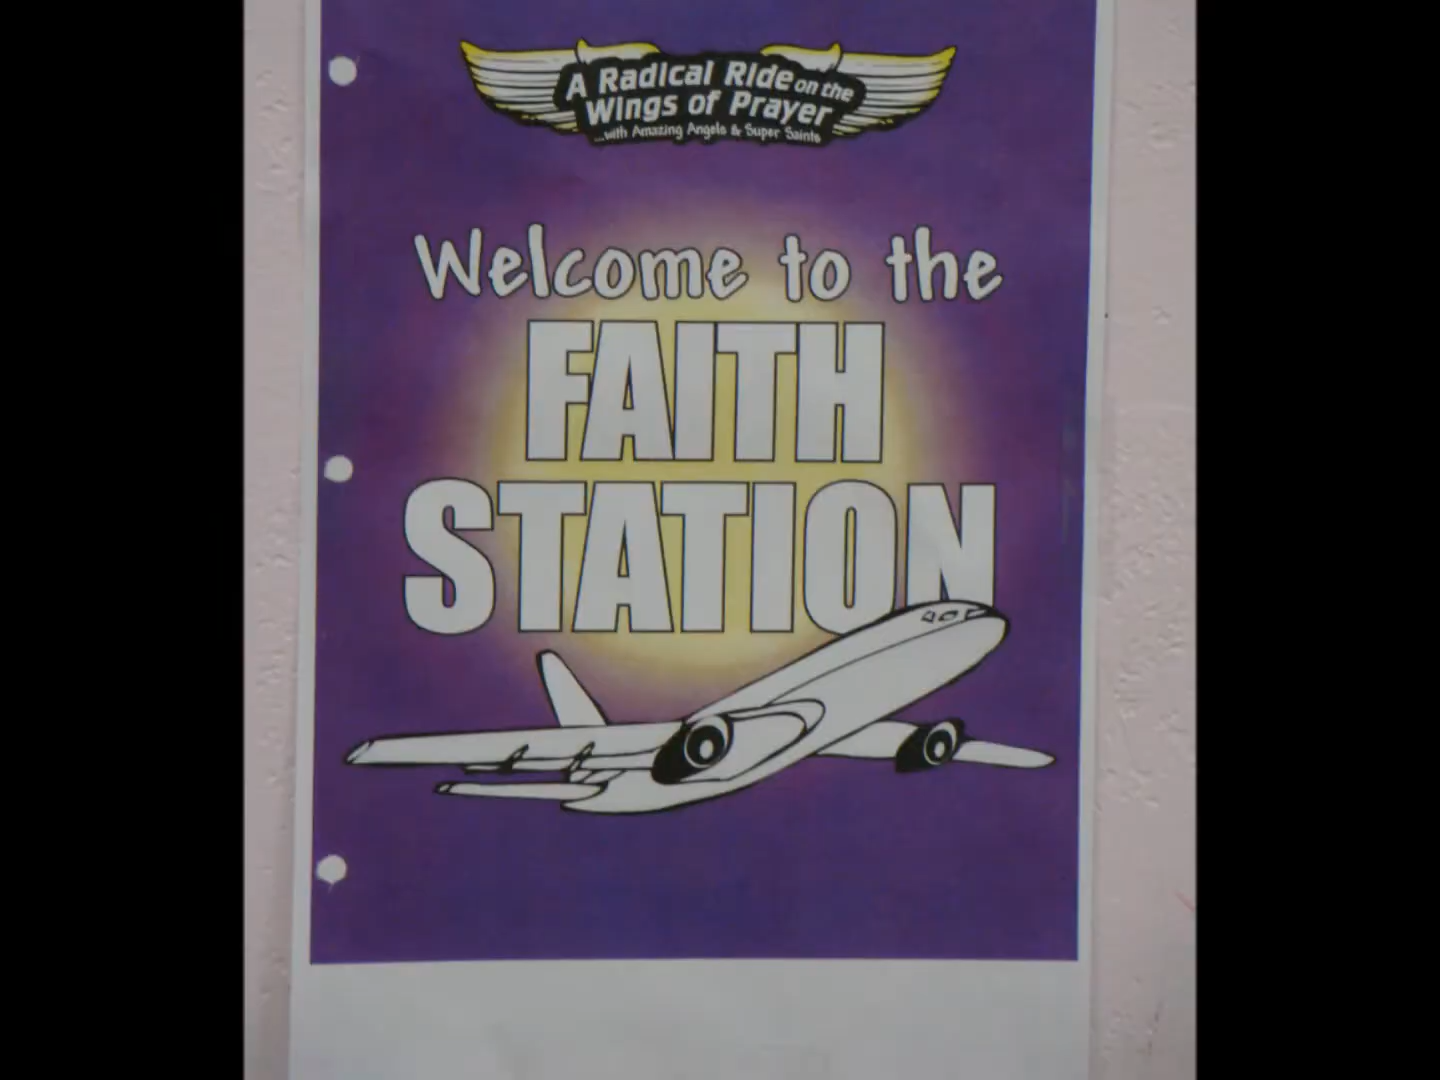 A Radical Ride on the
Wings of Prayer
...with Amazing Angels & Super Saints
Welcome to the
FAITH
STATION